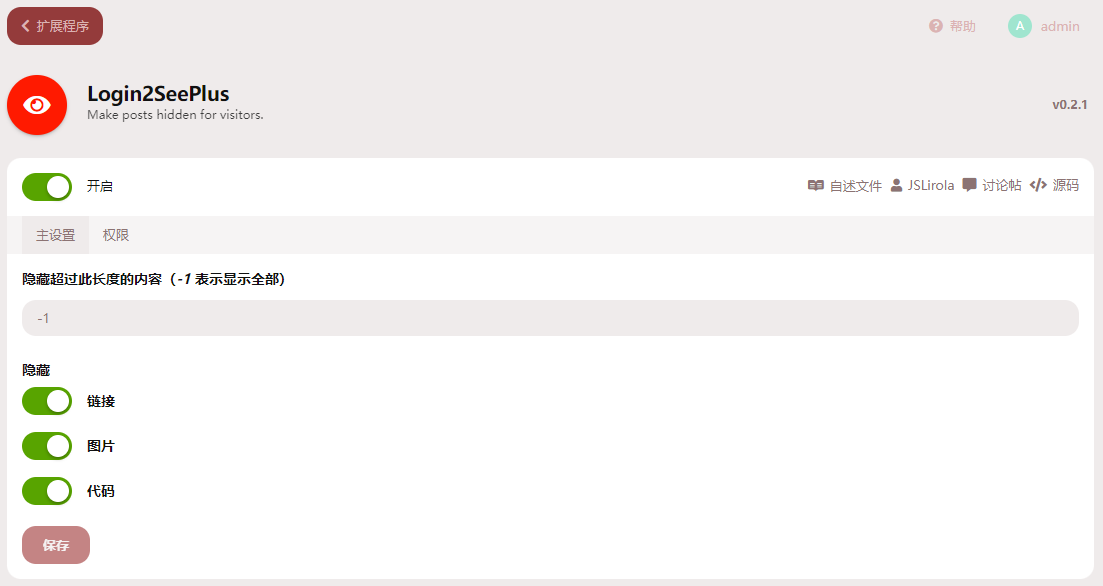 扩展程序
帮助
A admin
Login2SeePlus
Make posts hidden for visitors.
v0.2.1
开启
自述文件 JSLirola 讨论帖 源码
主设置 权限
隐藏超过此长度的内容（-1 表示显示全部）
-1
隐藏
链接
图片
代码
保存